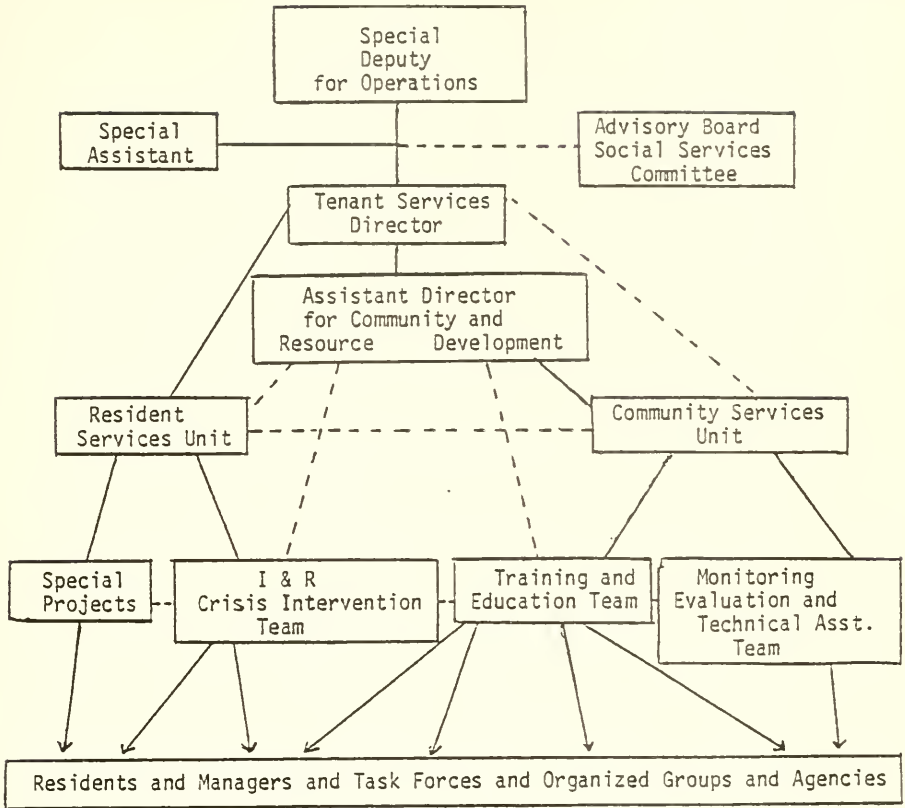 Special
Deputy
for Operations
Special
Assistant
Advisory Board
Social Services
Committee
Tenant Services
Director
Assistant Director
for Community and
Resource Development
Resident
Services Unit
Community Services
Unit
Special
Projects
I & R
Crisis Intervention
Team
Training and
Education Team
Monitoring
Evaluation and
Technical Asst.
Team
Residents and Managers and Task Forces and Organized Groups and Agencies